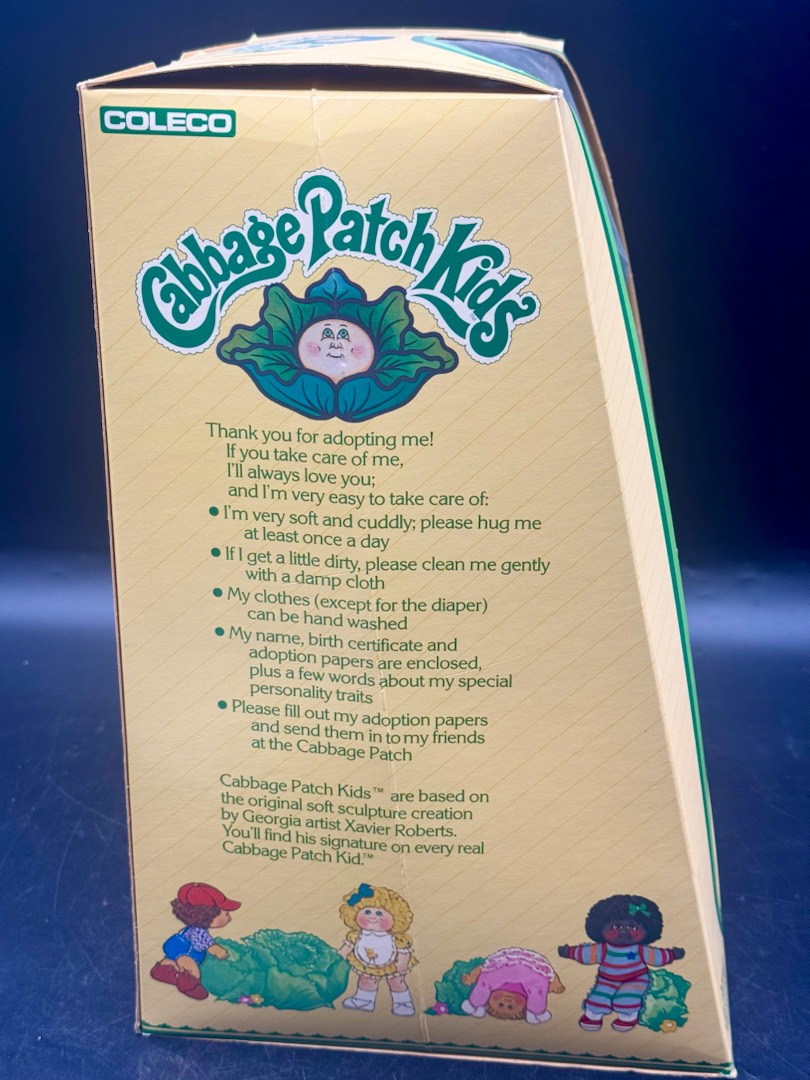 COLECO
Cabbage Patch Kids™
Thank you for adopting me!
If you take care of me,
I'll always love you;
and I'm very easy to take care of:
• I'm very soft and cuddly; please hug me
at least once a day
• If I get a little dirty, please clean me gently
with a damp cloth
• My clothes (except for the diaper)
can be hand washed
• My name, birth certificate and
adoption papers are enclosed,
plus a few words about my special
personality traits
• Please fill out my adoption papers
and send them in to my friends
at the Cabbage Patch
Cabbage Patch Kids™ are based on
the original soft sculpture creation
by Georgia artist Xavier Roberts.
You'll find his signature on every real
Cabbage Patch Kid.™